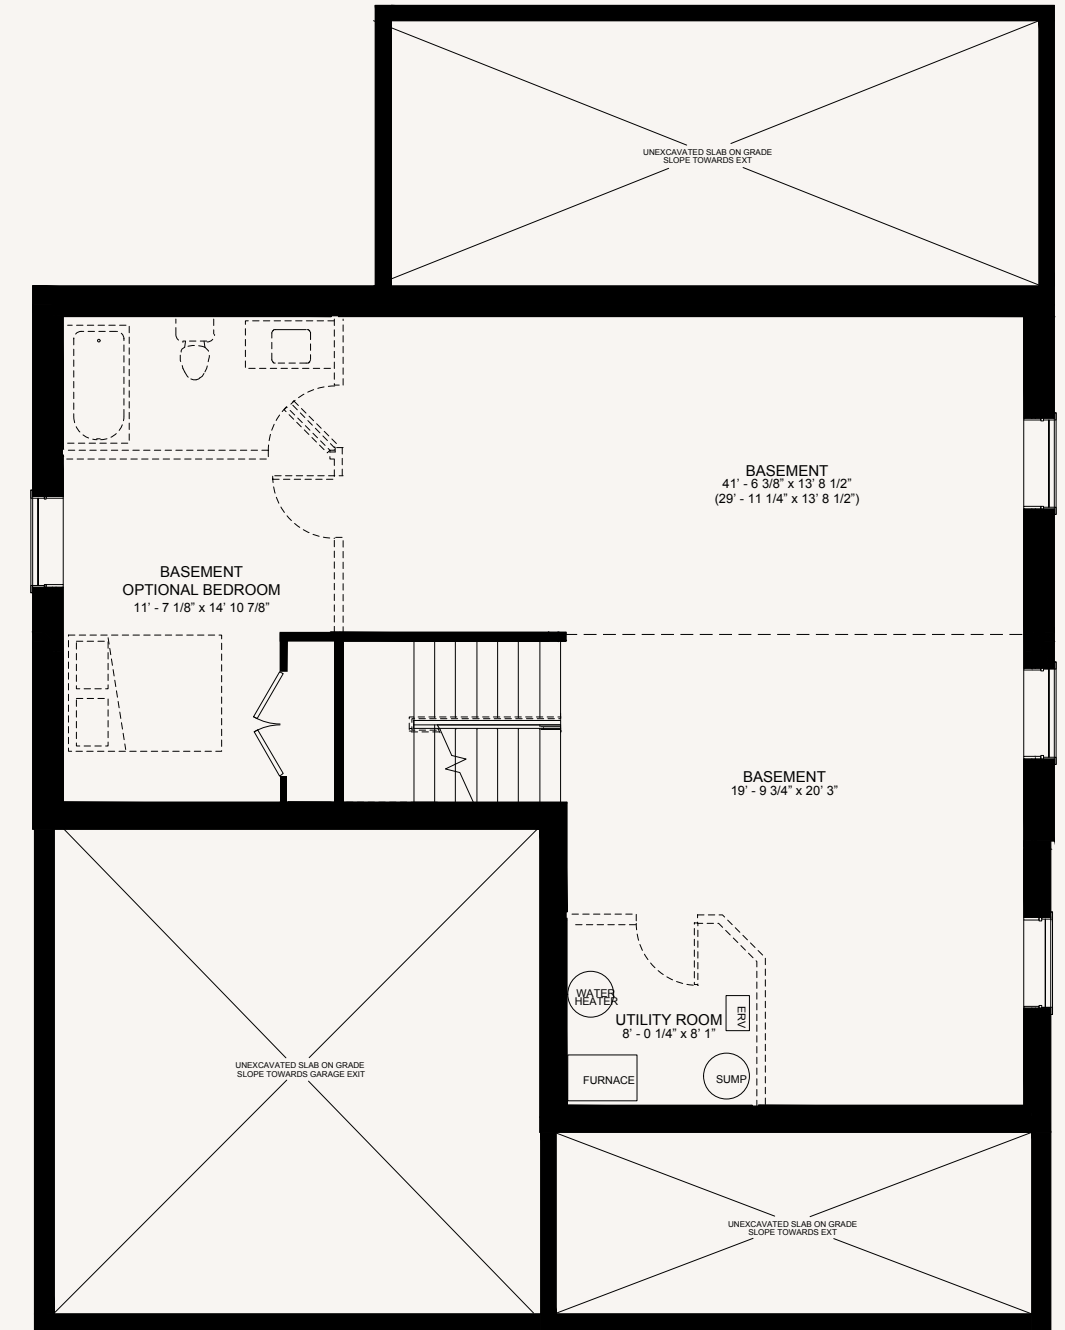 UNEXCAVATED SLAB ON GRADE
SLOPE TOWARDS EXT
BASEMENT
41' - 6 3/8" x 13' 8 1/2"
(29' - 11 1/4" x 13' 8 1/2")
BASEMENT
OPTIONAL BEDROOM
11' - 7 1/8" x 14' 10 7/8"
BASEMENT
19' - 9 3/4" x 20' 3"
WATER
HEATER
UTILITY ROOM
8' - 0 1/4" x 8' 1"
ERV
FURNACE
SUMP
UNEXCAVATED SLAB ON GRADE
SLOPE TOWARDS GARAGE EXIT
UNEXCAVATED SLAB ON GRADE
SLOPE TOWARDS EXT